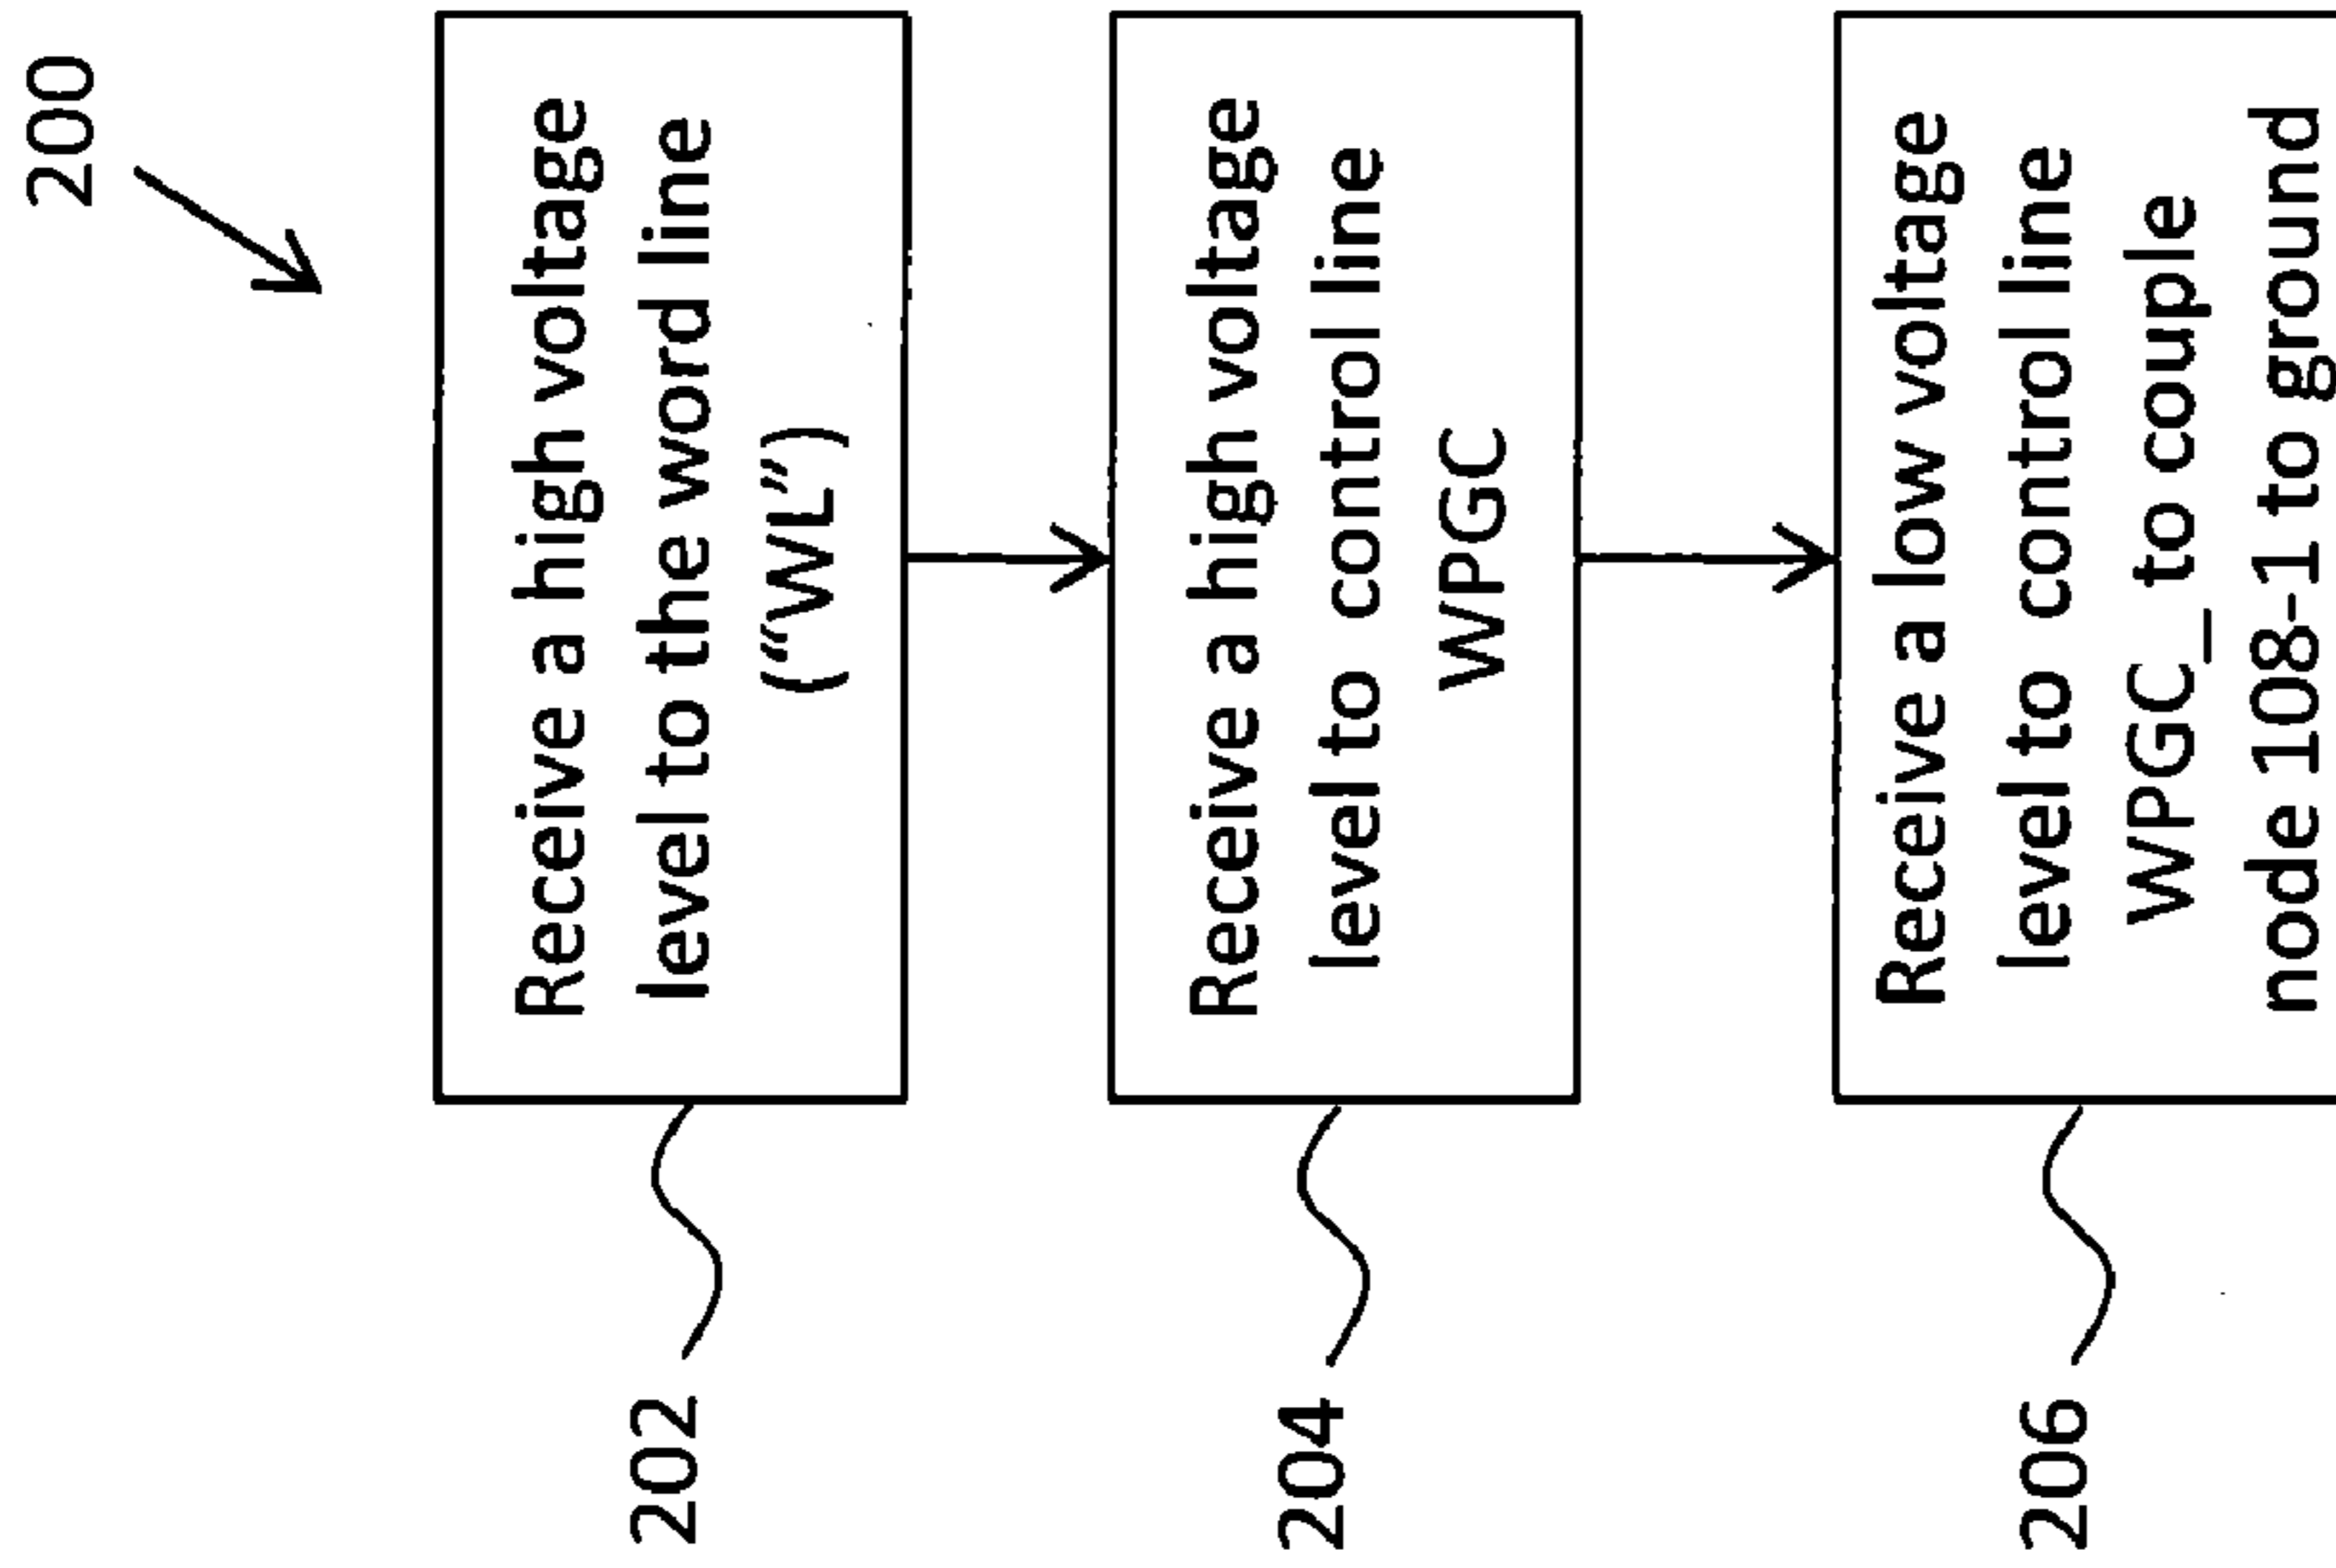 200
202
Receive a high voltage
level to the word line
(“WL”)
204
Receive a high voltage
level to control line
WPGC
206
Receive a low voltage
level to control line
WPGC_ to couple
node 108-1 to ground